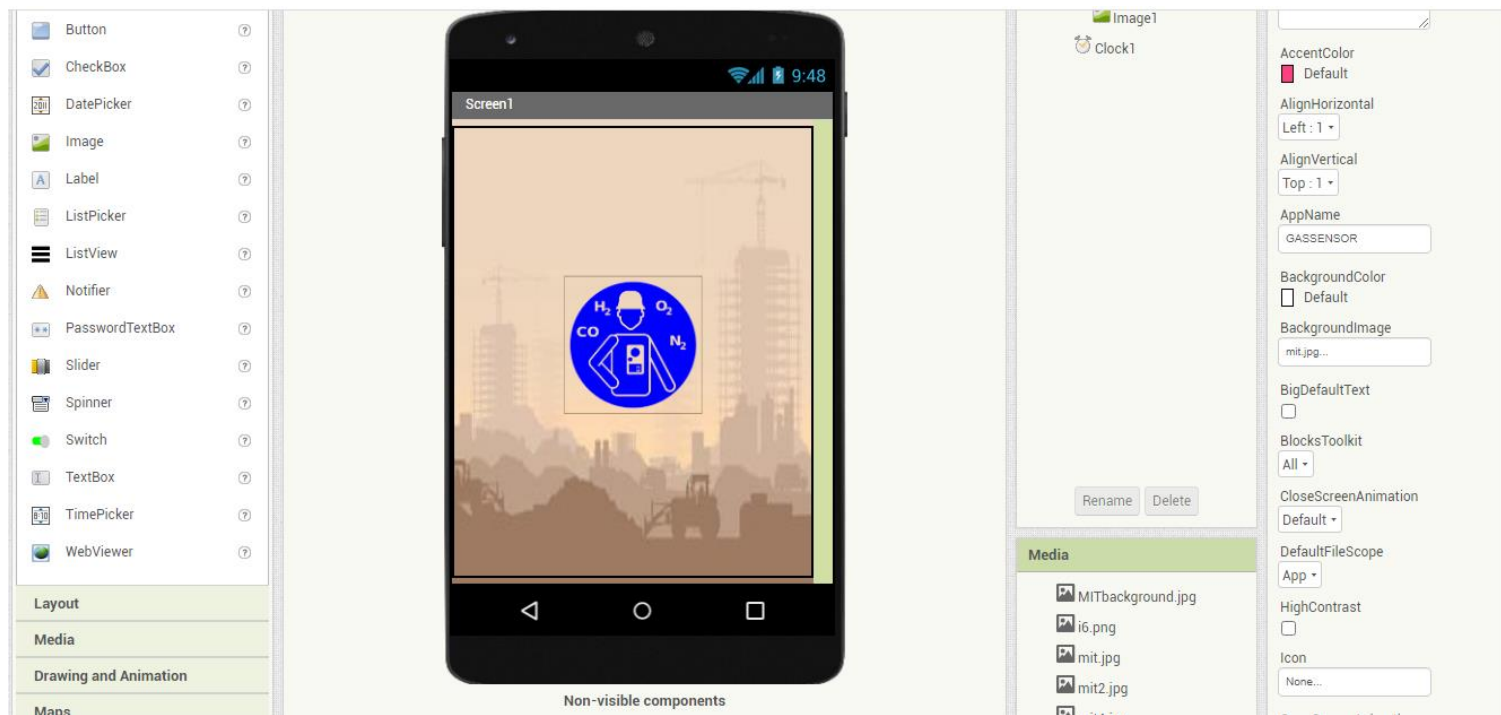 Button
CheckBox
DatePicker
Image
Label
ListPicker
ListView
Notifier
PasswordTextBox
Slider
Spinner
Switch
TextBox
TimePicker
WebViewer
Layout
Media
Drawing and Animation
Maps
9:48
Screen1
H2
O2
CO
N2
Non-visible components
Image1
Clock1
Rename Delete
Media
MITbackground.jpg
i6.png
mit.jpg
mit2.jpg
AccentColor
Default
AlignHorizontal
Left : 1
AlignVertical
Top : 1
AppName
GASSENSOR
BackgroundColor
Default
BackgroundImage
mit.jpg...
BigDefaultText
BlocksToolkit
All
CloseScreenAnimation
Default
DefaultFileScope
App
HighContrast
Icon
None...